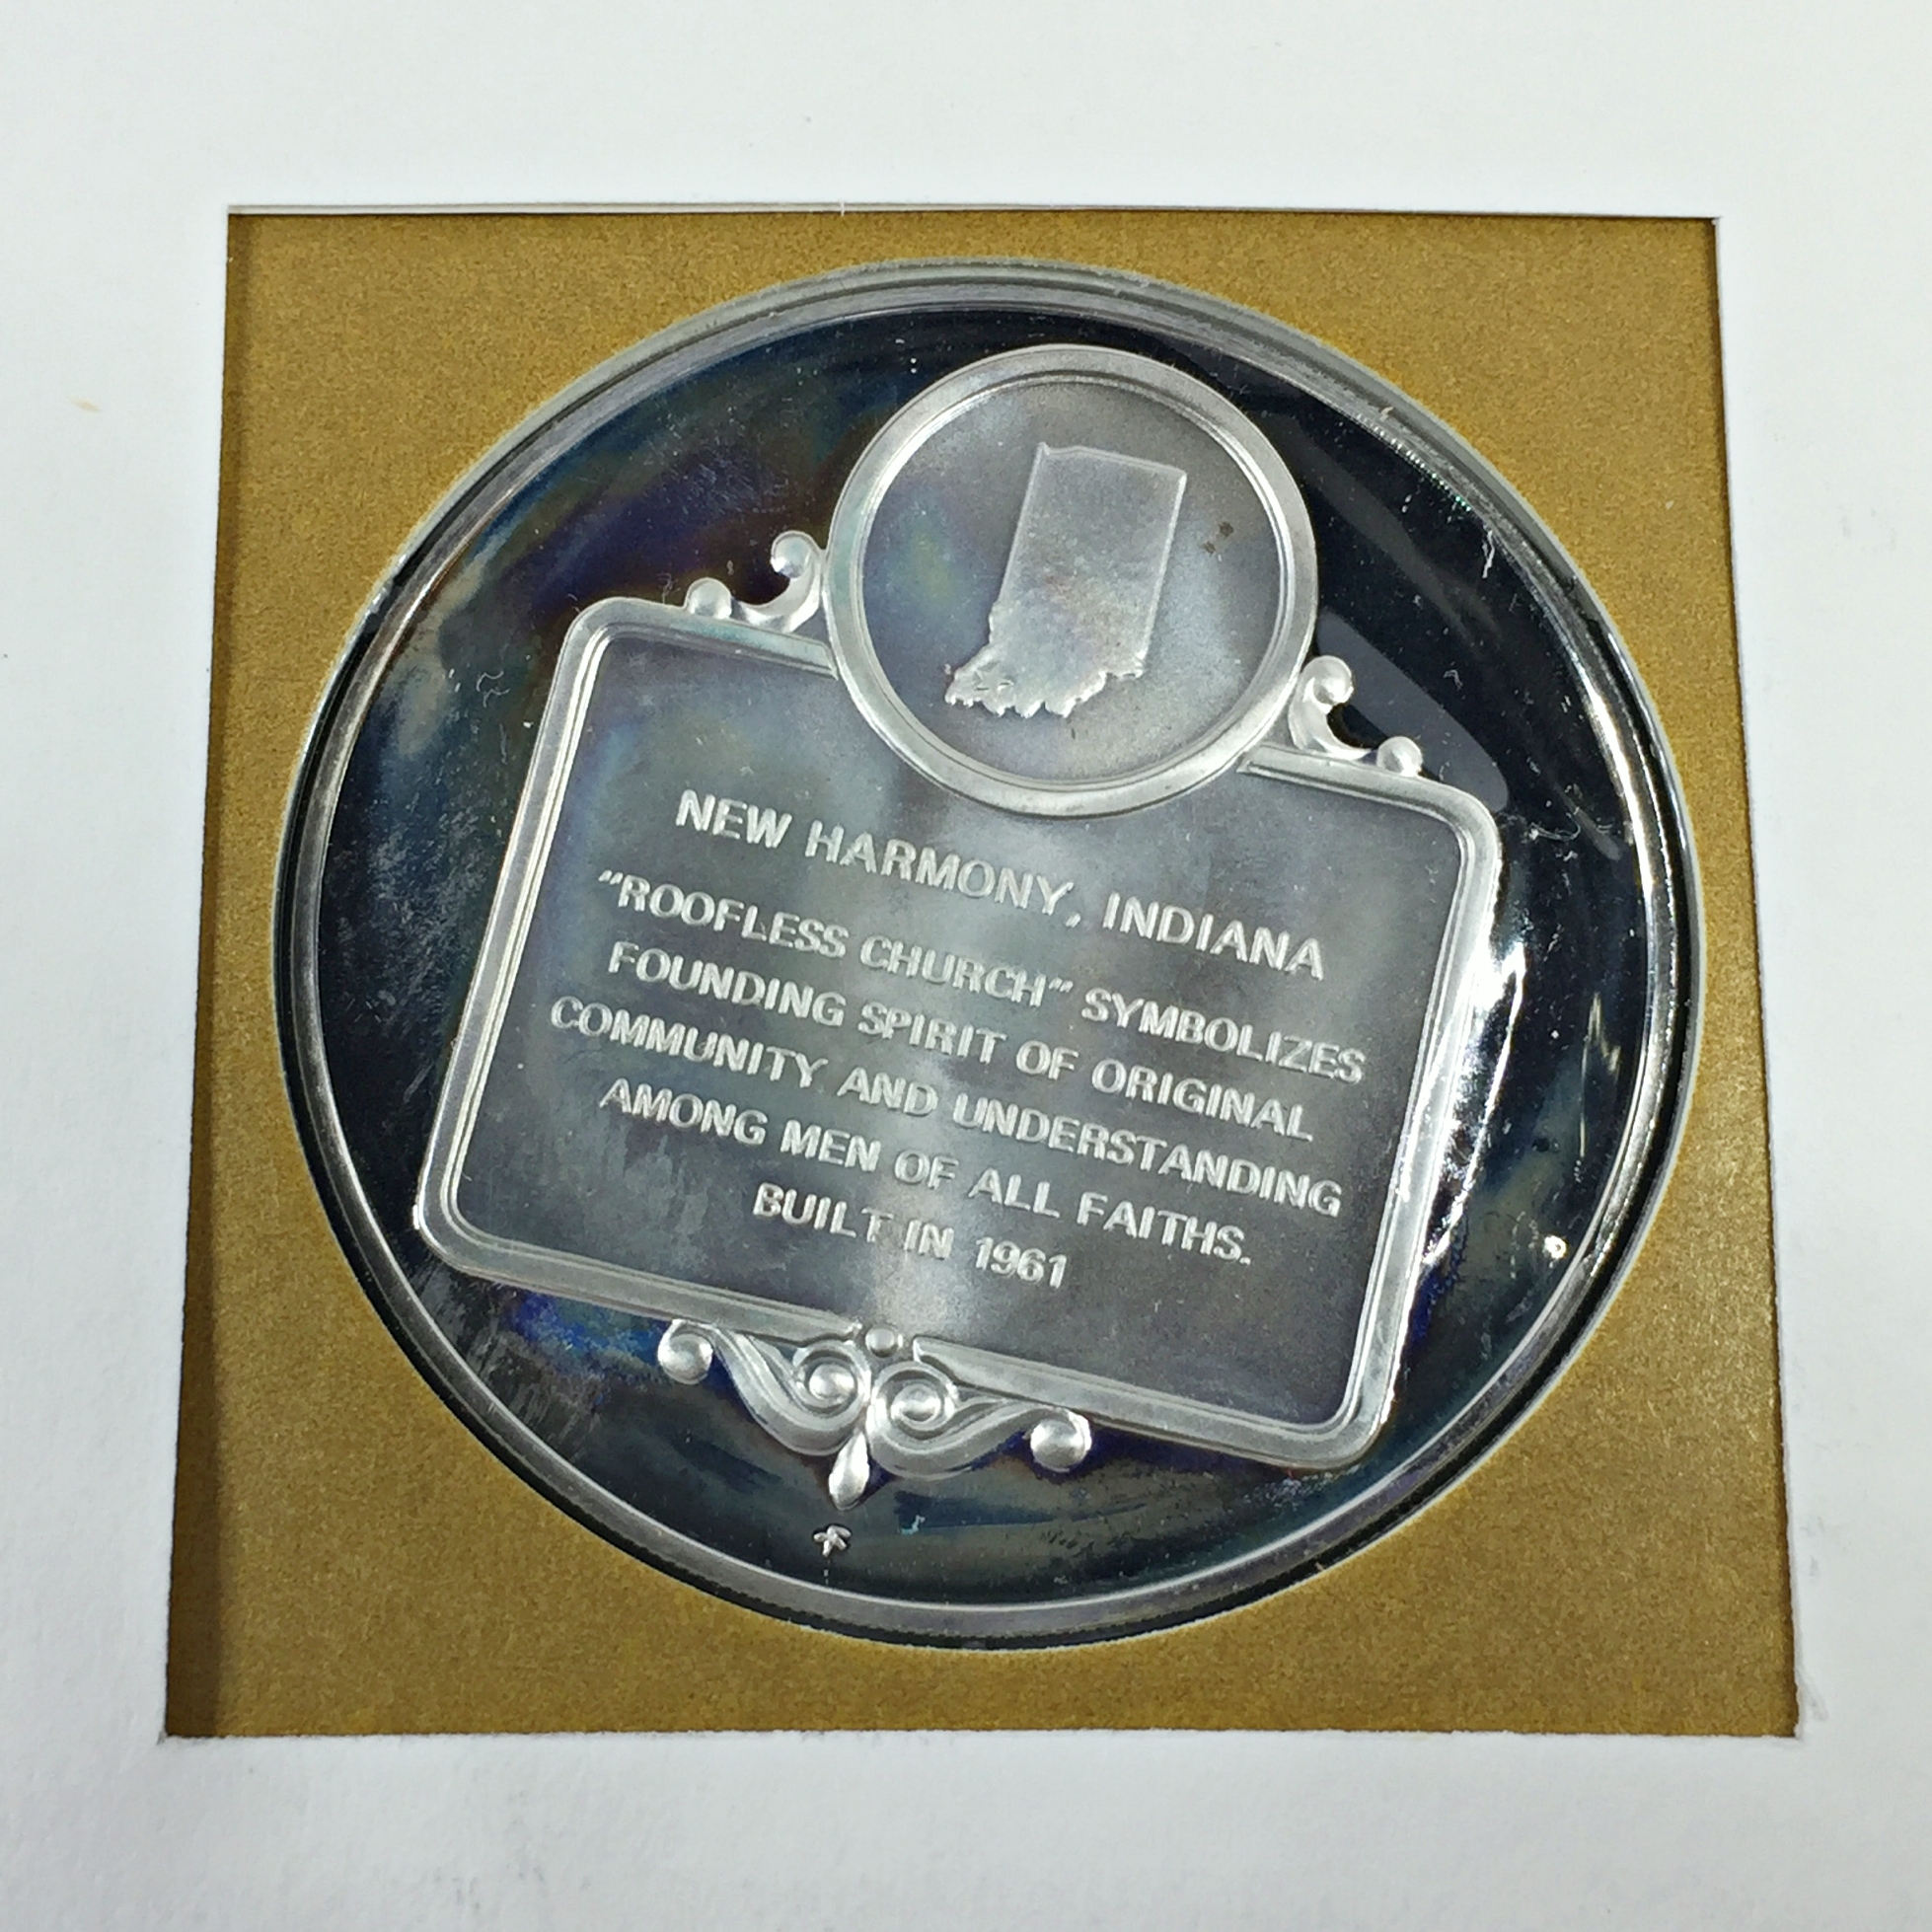 NEW HARMONY, INDIANA
"ROOFLESS CHURCH" SYMBOLIZES
FOUNDING SPIRIT OF ORIGINAL
COMMUNITY AND UNDERSTANDING
AMONG MEN OF ALL FAITHS.
BUILT IN 1961